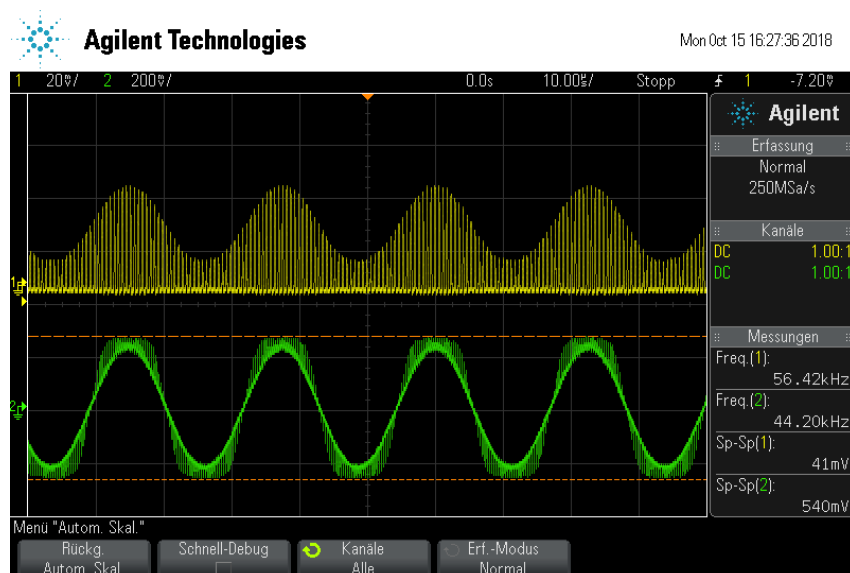 Agilent Technologies
Mon Oct 15 16:27:36 2018
1 20mV/ 2 200mV/ 0.0s 10.00µs/ Stopp 1 -7.20mV
Agilent
Erfassung
Normal
250MSa/s
Kanäle
DC 1.00:1
DC 1.00:1
Messungen
Freq.(1):
56.42kHz
Freq.(2):
44.20kHz
Sp-Sp(1):
41mV
Sp-Sp(2):
540mV
1
2
Menü "Autom. Skal."
Rückg. Schnell-Debug Kanäle Erf.-Modus
Autom. Skal. Alle Normal